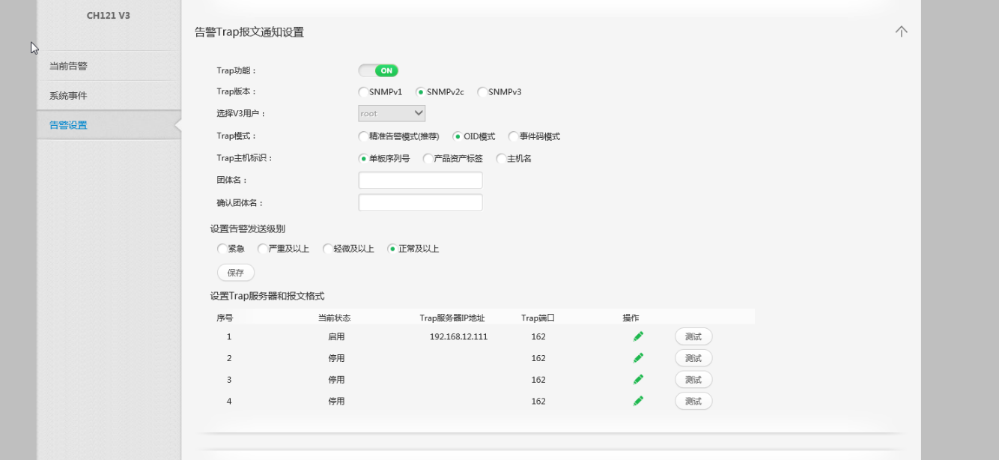 CH121 V3
当前告警
系统事件
告警设置
告警Trap报文通知设置
Trap功能： ON
Trap版本： SNMPv1 SNMPv2c SNMPv3
选择V3用户： root
Trap模式： 精准告警模式(推荐) OID模式 事件码模式
Trap主机标识： 单板序列号 产品资产标签 主机名
团体名：
确认团体名：
设置告警发送级别
紧急 严重及以上 轻微及以上 正常及以上
保存
设置Trap服务器和报文格式
序号 当前状态 Trap服务器IP地址 Trap端口 操作
1 启用 192.168.12.111 162 测试
2 停用 162 测试
3 停用 162 测试
4 停用 162 测试